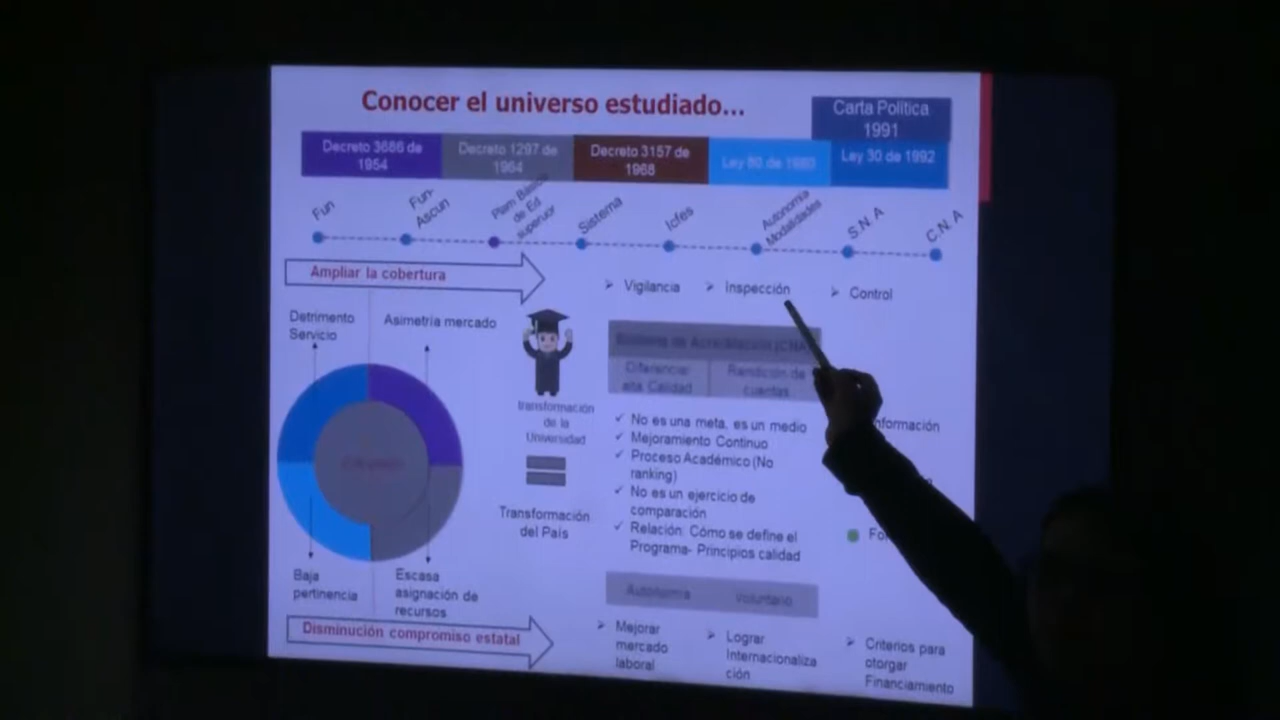 Conocer el universo estudiado...
Carta Política
1991
Decreto 3686 de
1954
Decreto 1297 de
1964
Decreto 3157 de
1968
Ley 80 de 1980
Ley 30 de 1992
Fun
Fun-
Ascun
Plam Básico
de Ed
superuor
Sistema
Icfes
Autonomía
Modalidades
S.N. A
C.N. A
Ampliar la cobertura
Vigilancia
Inspección
Control
Detrimento
Servicio
Asimetría mercado
Sistema de Acreditación (CNA)
Diferenciar
alta Calidad
Rendición de
cuentas
transformación
de la
Universidad
Transformación
del País
No es una meta, es un medio
Mejoramiento Continuo
Proceso Académico (No
ranking)
No es un ejercicio de
comparación
Relación: Cómo se define el
Programa- Principios calidad
Baja
pertinencia
Escasa
asignación de
recursos
Autonomía
Voluntario
Disminución compromiso estatal
Mejorar
mercado
laboral
Lograr
Internacionaliza
ción
Criterios para
otorgar
Financiamiento